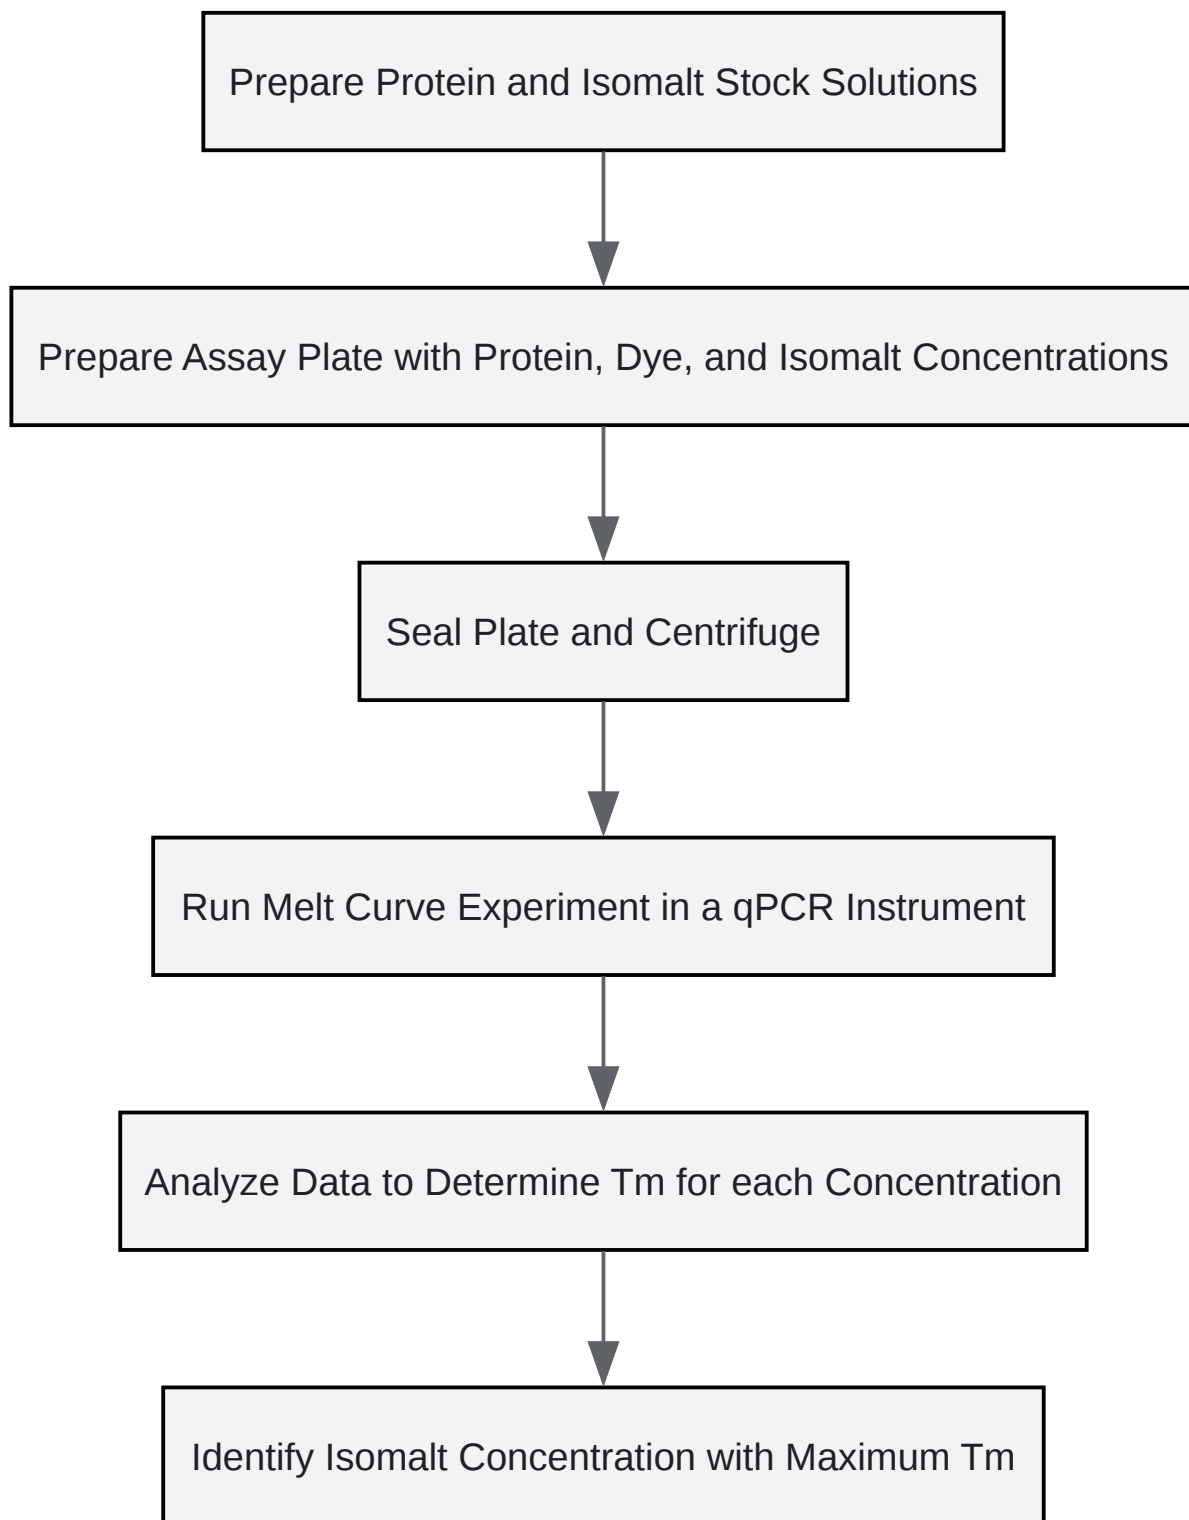 Prepare Protein and Isomalt Stock Solutions
Prepare Assay Plate with Protein, Dye, and Isomalt Concentrations
Seal Plate and Centrifuge
Run Melt Curve Experiment in a qPCR Instrument
Analyze Data to Determine Tm for each Concentration
Identify Isomalt Concentration with Maximum Tm